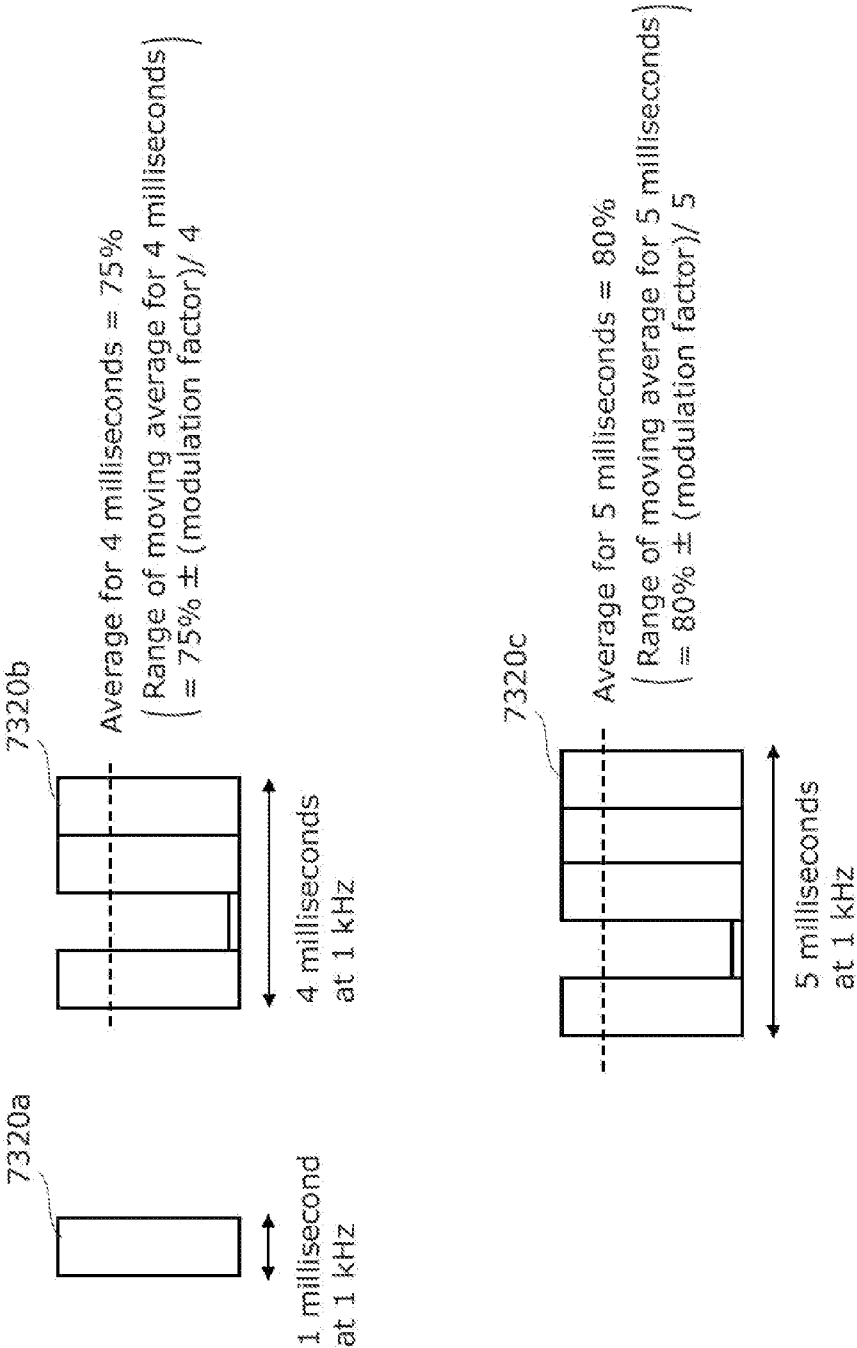 7320a
1 millisecond
at 1 kHz
7320b
4 milliseconds
at 1 kHz
Average for 4 milliseconds = 75%
(Range of moving average for 4 milliseconds
= 75% ± (modulation factor)/ 4)
7320c
5 milliseconds
at 1 kHz
Average for 5 milliseconds = 80%
(Range of moving average for 5 milliseconds
= 80% ± (modulation factor)/ 5)